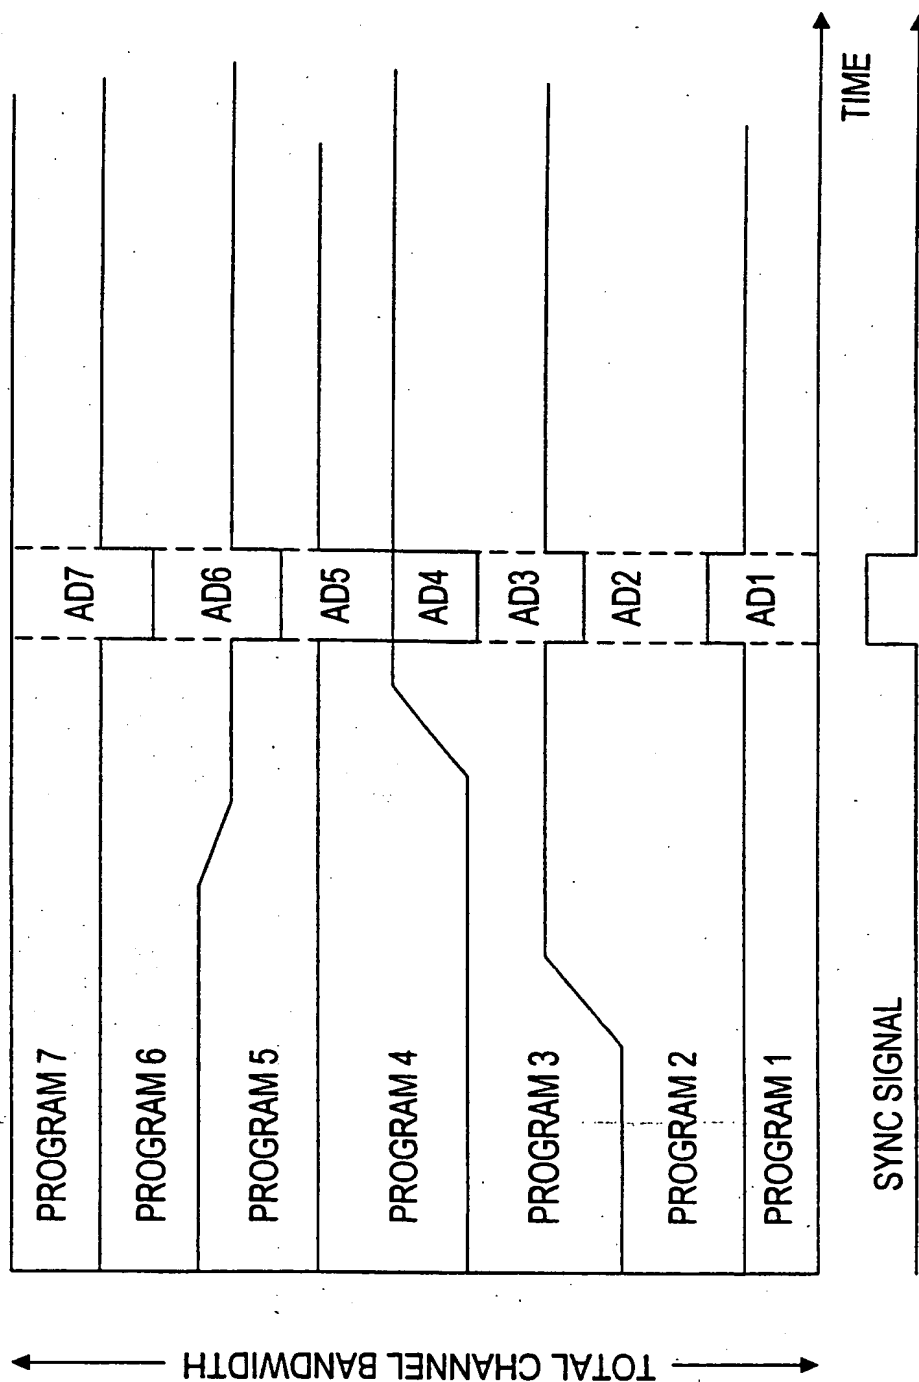 TOTAL CHANNEL BANDWIDTH
PROGRAM 7
PROGRAM 6
PROGRAM 5
PROGRAM 4
PROGRAM 3
PROGRAM 2
PROGRAM 1
AD7
AD6
AD5
AD4
AD3
AD2
AD1
TIME
SYNC SIGNAL